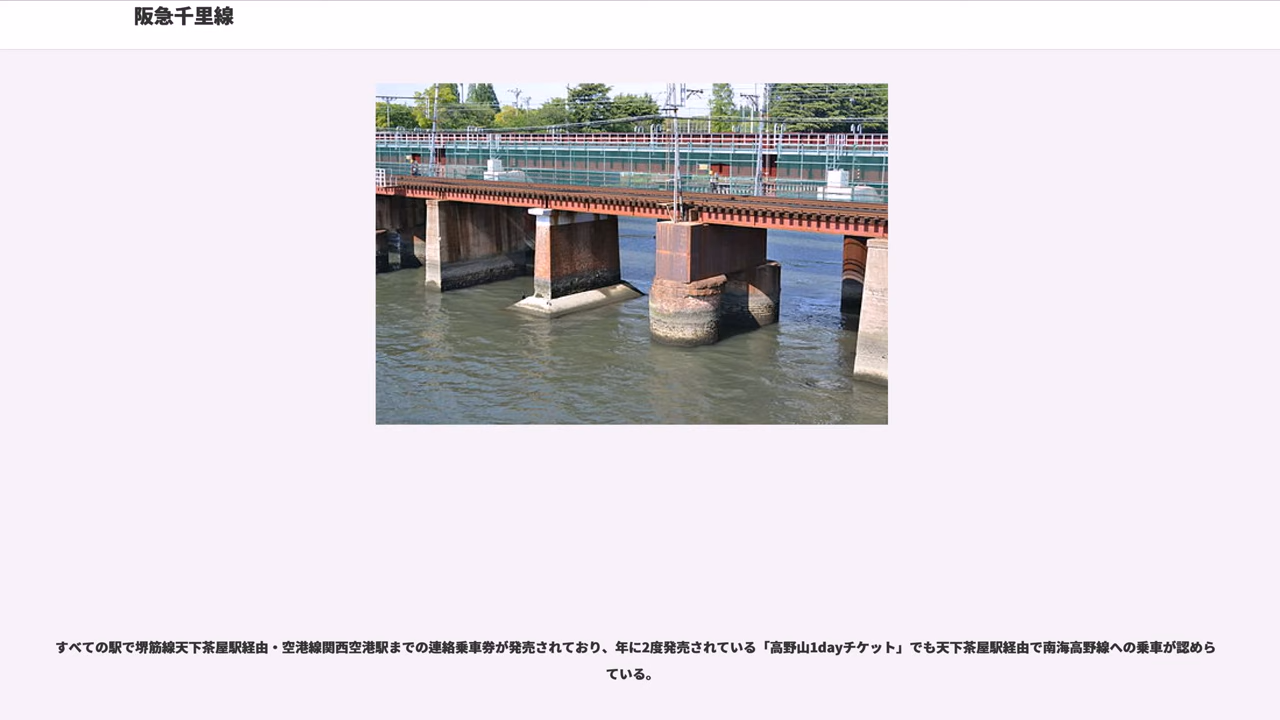 阪急千里線
すべての駅で堺筋線天下茶屋駅経由・空港線関西空港駅までの連絡乗車券が発売されており、年に2度発売されている「高野山1dayチケット」でも天下茶屋駅経由で南海高野線への乗車が認めら
ている。